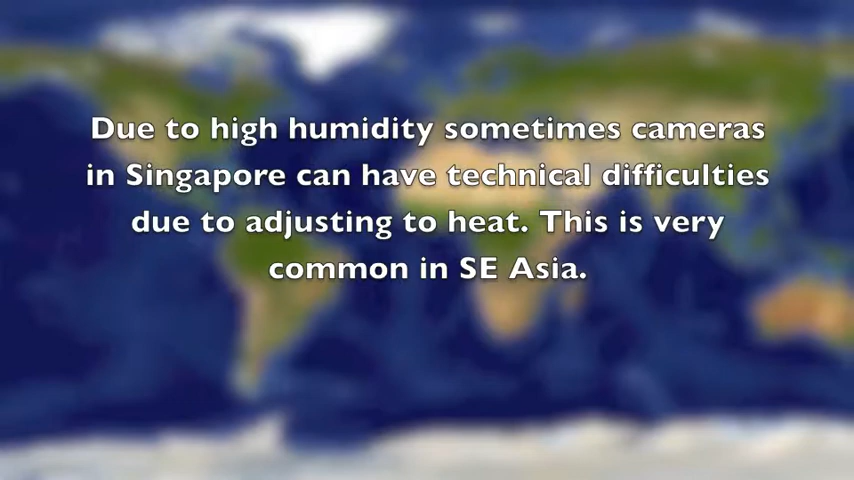 Due to high humidity sometimes cameras
in Singapore can have technical difficulties
due to adjusting to heat. This is very
common in SE Asia.